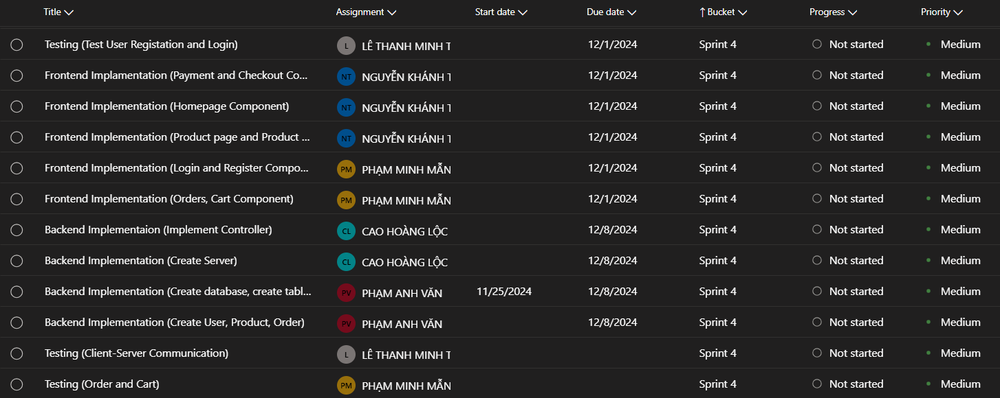 Title Assignment Start date Due date Bucket Progress Priority
Testing (Test User Registation and Login) L LÊ THANH MINH T 12/1/2024 Sprint 4 Not started Medium
Frontend Implamentation (Payment and Checkout Co... NT NGUYỄN KHÁNH T 12/1/2024 Sprint 4 Not started Medium
Frontend Implementation (Homepage Component) NT NGUYỄN KHÁNH T 12/1/2024 Sprint 4 Not started Medium
Frontend Implementation (Product page and Product ... NT NGUYỄN KHÁNH T 12/1/2024 Sprint 4 Not started Medium
Frontend Implementation (Login and Register Compo... PM PHẠM MINH MẪN 12/1/2024 Sprint 4 Not started Medium
Frontend Implementation (Orders, Cart Component) PM PHẠM MINH MẪN 12/1/2024 Sprint 4 Not started Medium
Backend Implementaion (Implement Controller) CL CAO HOÀNG LỘC 12/8/2024 Sprint 4 Not started Medium
Backend Implementation (Create Server) CL CAO HOÀNG LỘC 12/8/2024 Sprint 4 Not started Medium
Backend Implementation (Create database, create tabl... PV PHẠM ANH VĂN 11/25/2024 12/8/2024 Sprint 4 Not started Medium
Backend Implementation (Create User, Product, Order) PV PHẠM ANH VĂN 12/8/2024 Sprint 4 Not started Medium
Testing (Client-Server Communication) L LÊ THANH MINH T Sprint 4 Not started Medium
Testing (Order and Cart) PM PHẠM MINH MẪN Sprint 4 Not started Medium